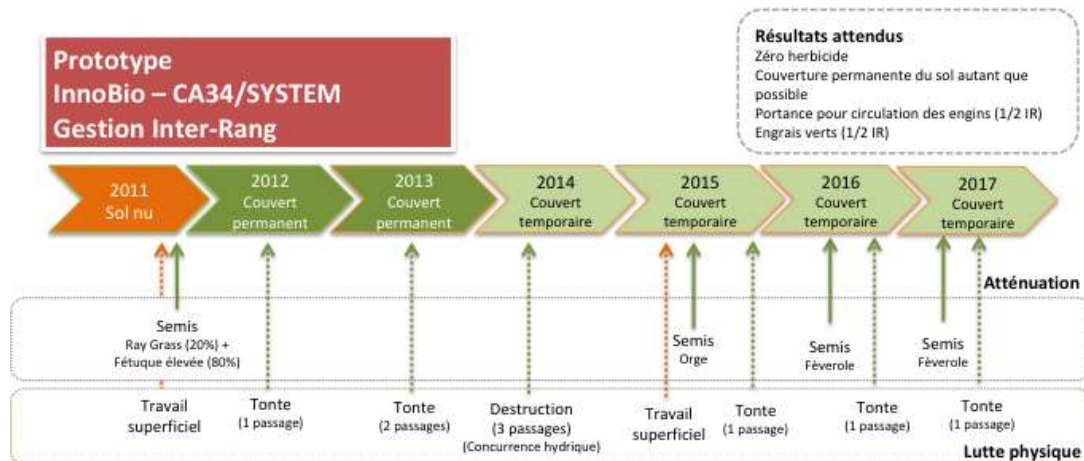 Prototype
InnoBio – CA34/SYSTEM
Gestion Inter-Rang
Résultats attendus
Zéro herbicide
Couverture permanente du sol autant que
possible
Portance pour circulation des engins (1/2 IR)
Engrais verts (1/2 IR)
2011
Sol nu
2012
Couvert
permanent
2013
Couvert
permanent
2014
Couvert
temporaire
2015
Couvert
temporaire
2016
Couvert
temporaire
2017
Couvert
temporaire
Atténuation
Semis
Ray Grass (20%) +
Fétuque élevée (80%)
Semis
Orge
Semis
Fèverole
Semis
Fèverole
Travail
superficiel
Tonte
(1 passage)
Tonte
(2 passages)
Destruction
(3 passages)
(Concurrence hydrique)
Travail
superficiel
Tonte
(1 passage)
Tonte
(1 passage)
Tonte
(1 passage)
Lutte physique